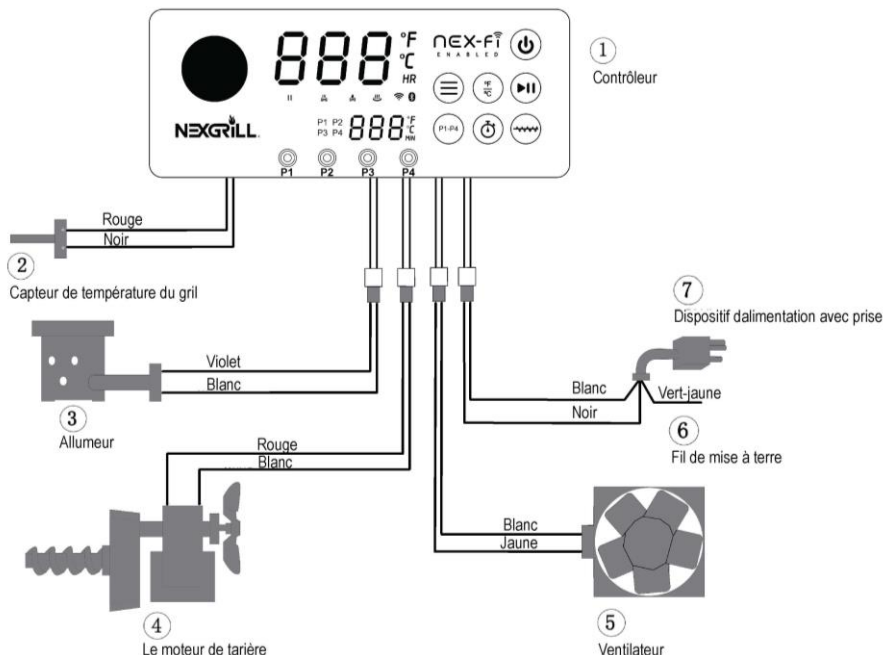 888 °F
°C
HR
nex-Fi
ENABLED
°F
°C
NEXGRILL
P1 P2
P3 P4
888 °F
°C
MIN
P1-P4
P1 P2 P3 P4
1
Contrôleur
Rouge
Noir
2
Capteur de température du gril
7
Dispositif dalimentation avec prise
Violet
Blanc
3
Allumeur
Blanc
Noir
Vert-jaune
6
Fil de mise à terre
Rouge
Blanc
Blanc
Jaune
4
Le moteur de tarière
5
Ventilateur